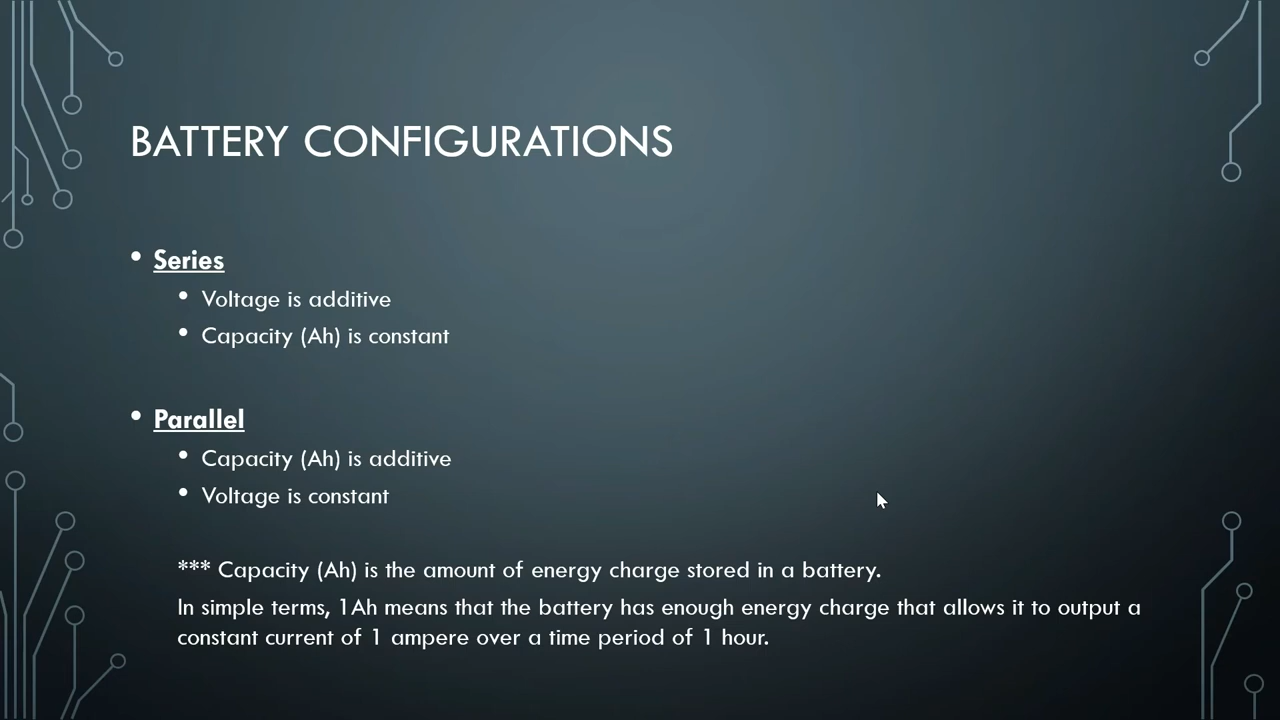 BATTERY CONFIGURATIONS
• Series
• Voltage is additive
• Capacity (Ah) is constant
• Parallel
• Capacity (Ah) is additive
• Voltage is constant
*** Capacity (Ah) is the amount of energy charge stored in a battery.
In simple terms, 1Ah means that the battery has enough energy charge that allows it to output a
constant current of 1 ampere over a time period of 1 hour.